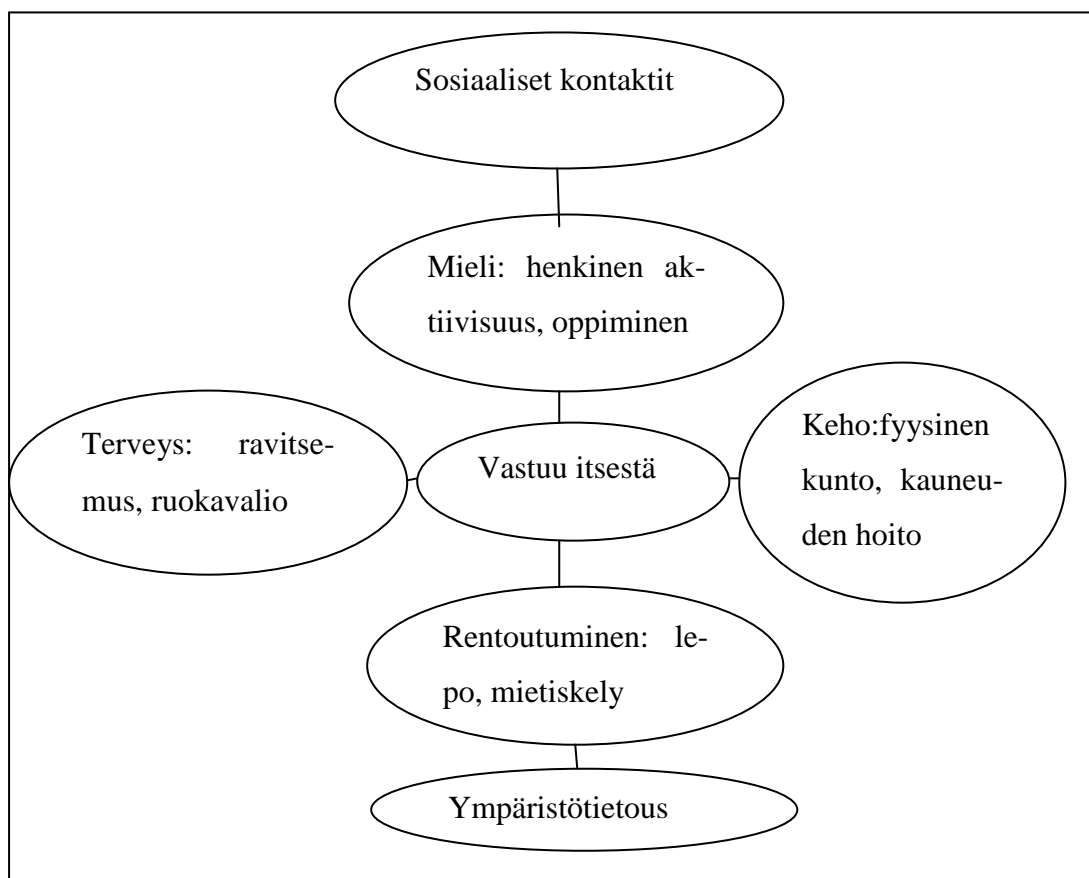 Sosiaaliset kontaktit
Mieli: henkinen ak-
tiivisuus, oppiminen
Terveys: ravitse-
mus, ruokavalio
Vastuu itsestä
Keho:fyysinen
kunto, kauneu-
den hoito
Rentoutuminen: le-
po, mietiskely
Ympäristötietous